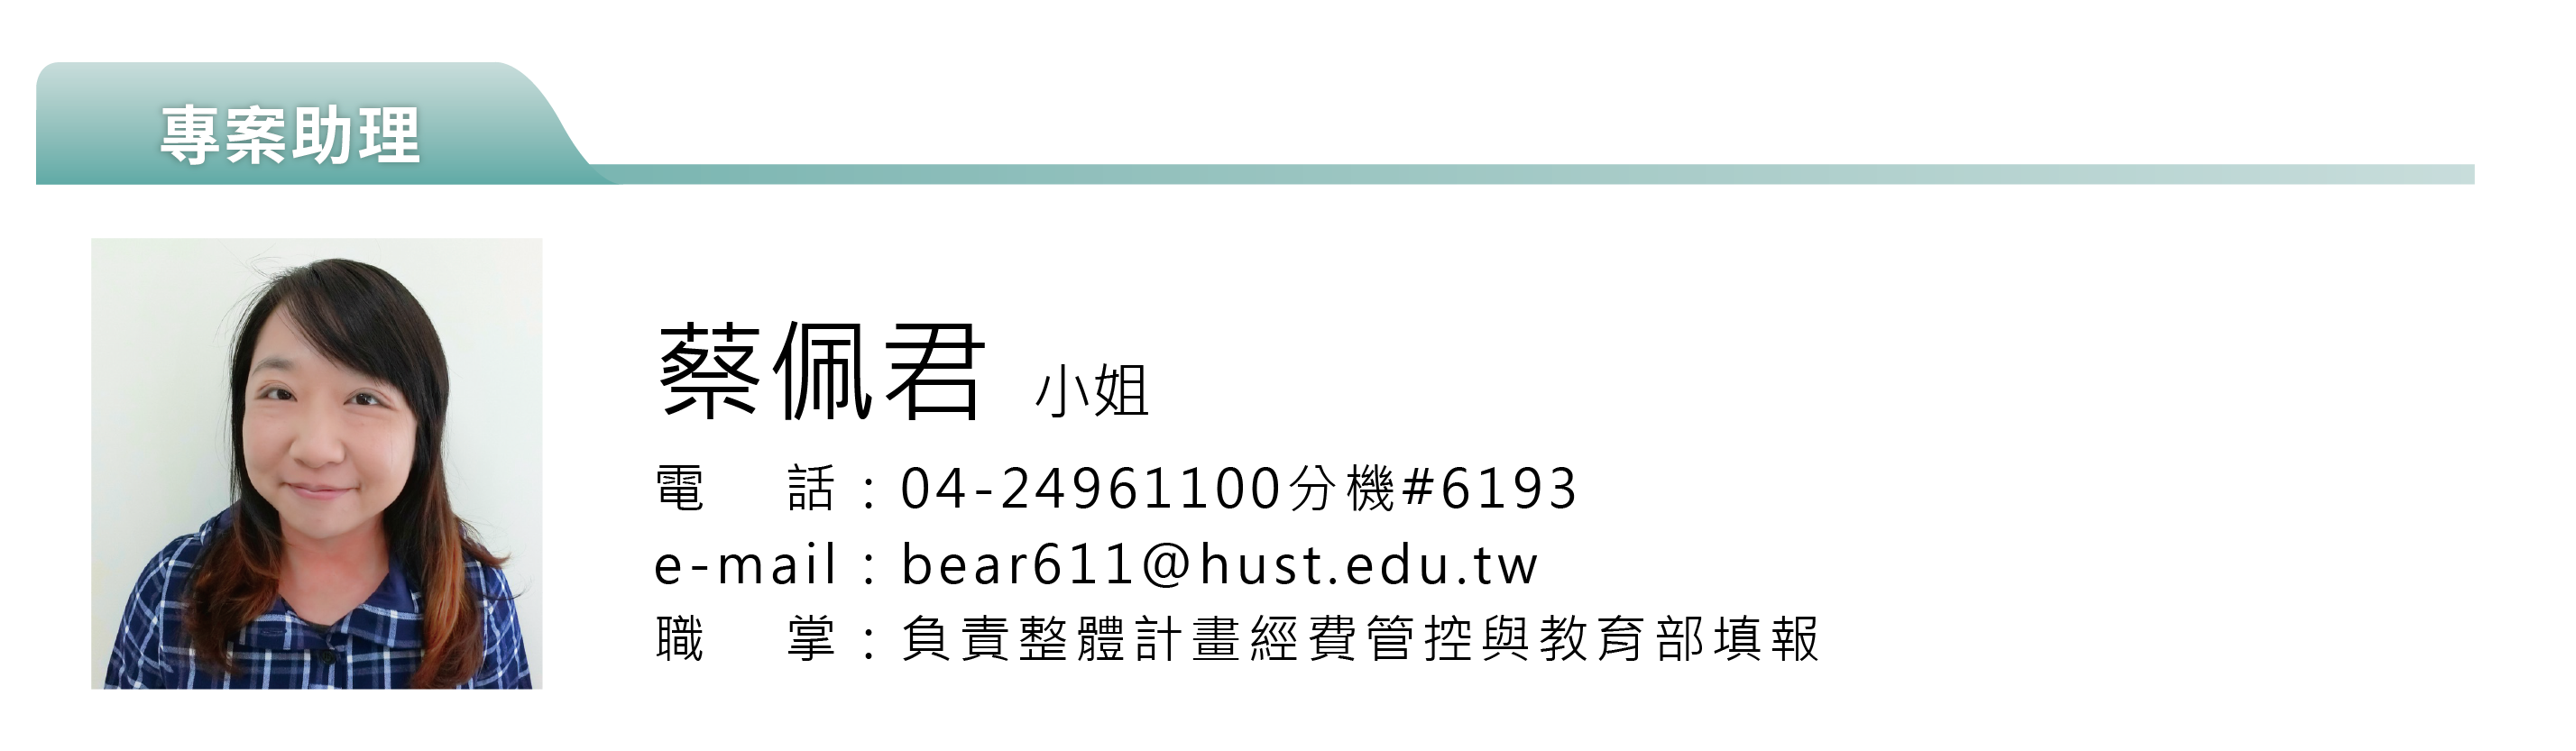 專案助理
蔡佩君 小姐
電 話：04-24961100分機#6193
e-mail：bear611@hust.edu.tw
職 掌：負責整體計畫經費管控與教育部填報